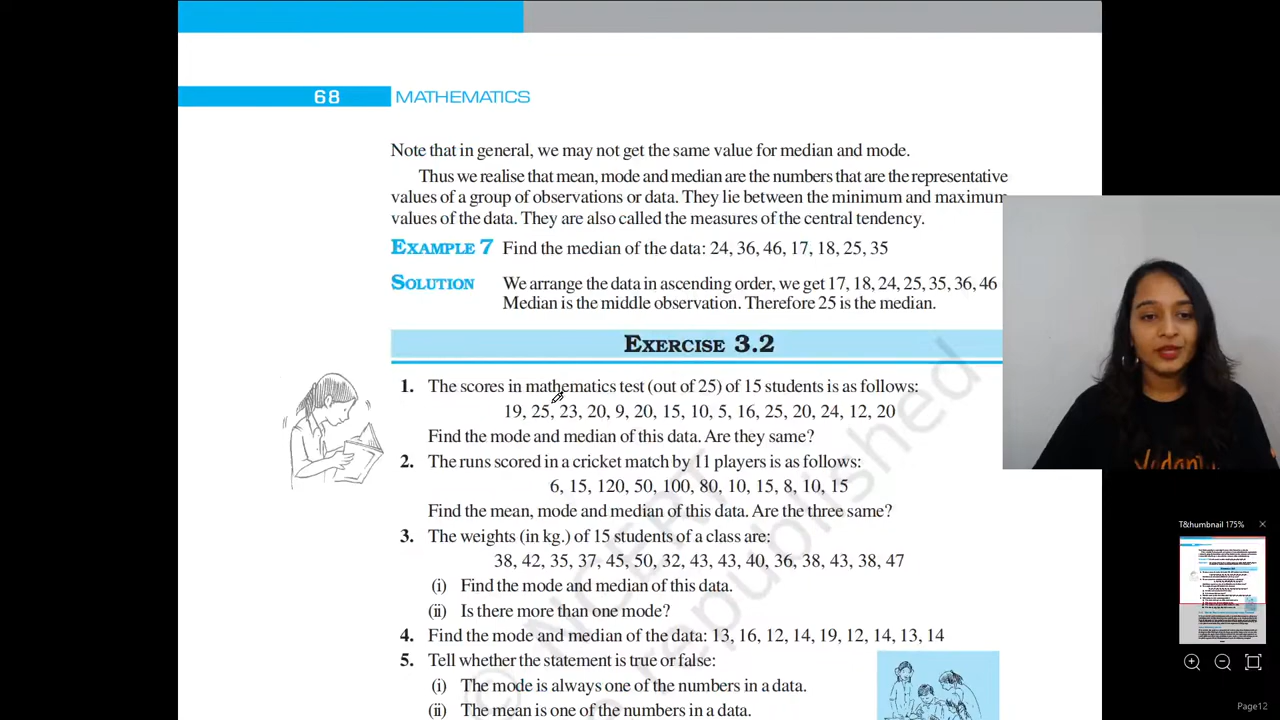 68 MATHEMATICS
Note that in general, we may not get the same value for median and mode.
Thus we realise that mean, mode and median are the numbers that are the representative
values of a group of observations or data. They lie between the minimum and maximum
values of the data. They are also called the measures of the central tendency.
EXAMPLE 7 Find the median of the data: 24, 36, 46, 17, 18, 25, 35
SOLUTION We arrange the data in ascending order, we get 17, 18, 24, 25, 35, 36, 46
Median is the middle observation. Therefore 25 is the median.
EXERCISE 3.2
1. The scores in mathematics test (out of 25) of 15 students is as follows:
19, 25, 23, 20, 9, 20, 15, 10, 5, 16, 25, 20, 24, 12, 20
Find the mode and median of this data. Are they same?
2. The runs scored in a cricket match by 11 players is as follows:
6, 15, 120, 50, 100, 80, 10, 15, 8, 10, 15
Find the mean, mode and median of this data. Are the three same?
3. The weights (in kg.) of 15 students of a class are:
38, 42, 35, 37, 45, 50, 32, 43, 43, 40, 36, 38, 43, 38, 47
(i) Find the mode and median of this data.
(ii) Is there more than one mode?
4. Find the mode and median of the data: 13, 16, 12, 14, 19, 12, 14, 13, 14
5. Tell whether the statement is true or false:
(i) The mode is always one of the numbers in a data.
(ii) The mean is one of the numbers in a data.
T&humbnail 175%
Page12